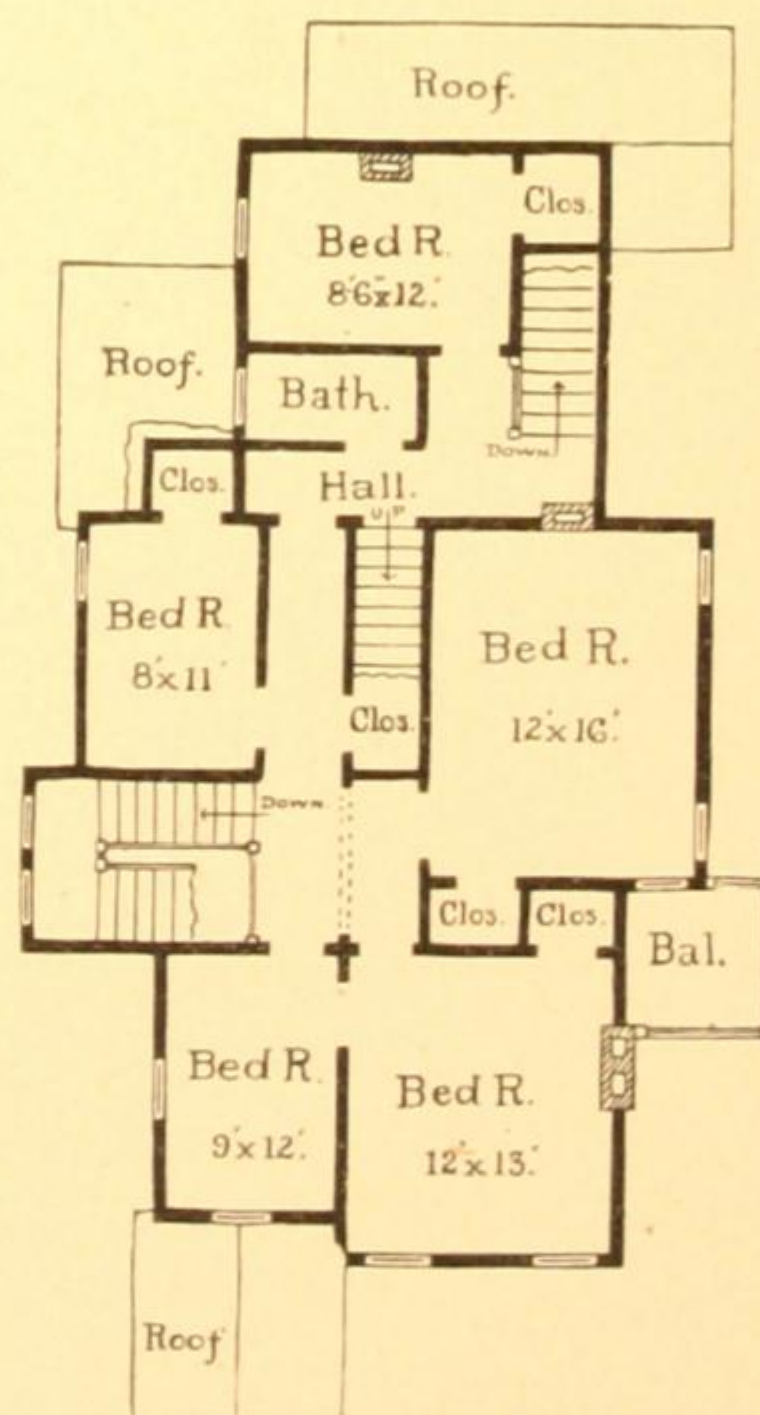 Roof.
Clos.
Bed R.
8'6"x12'.
Roof.
Bath.
Down.
Clos.
Hall.
UP
Bed R.
8'x11'
Bed R.
12'x16'.
Clos.
Down.
Clos.
Clos.
Bal.
Bed R.
9'x12'.
Bed R.
12'x13'.
Roof